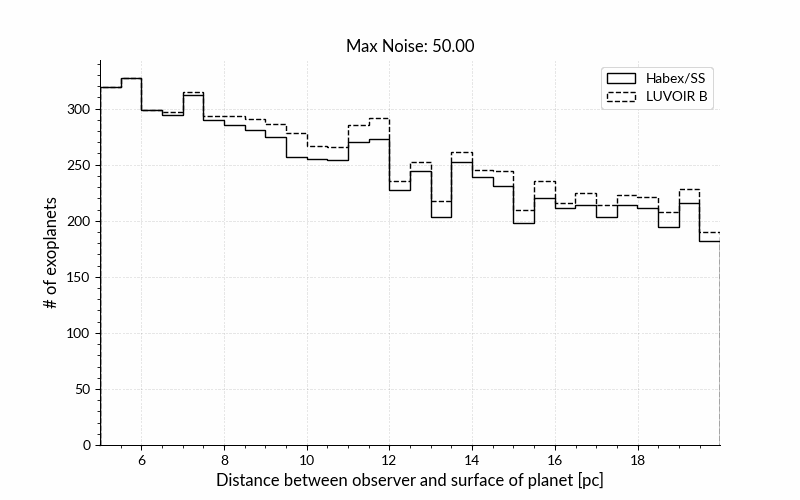 Max Noise: 50.00
Habex/SS
LUVOIR B
# of exoplanets
300
250
200
150
100
50
0
6 8 10 12 14 16 18
Distance between observer and surface of planet [pc]